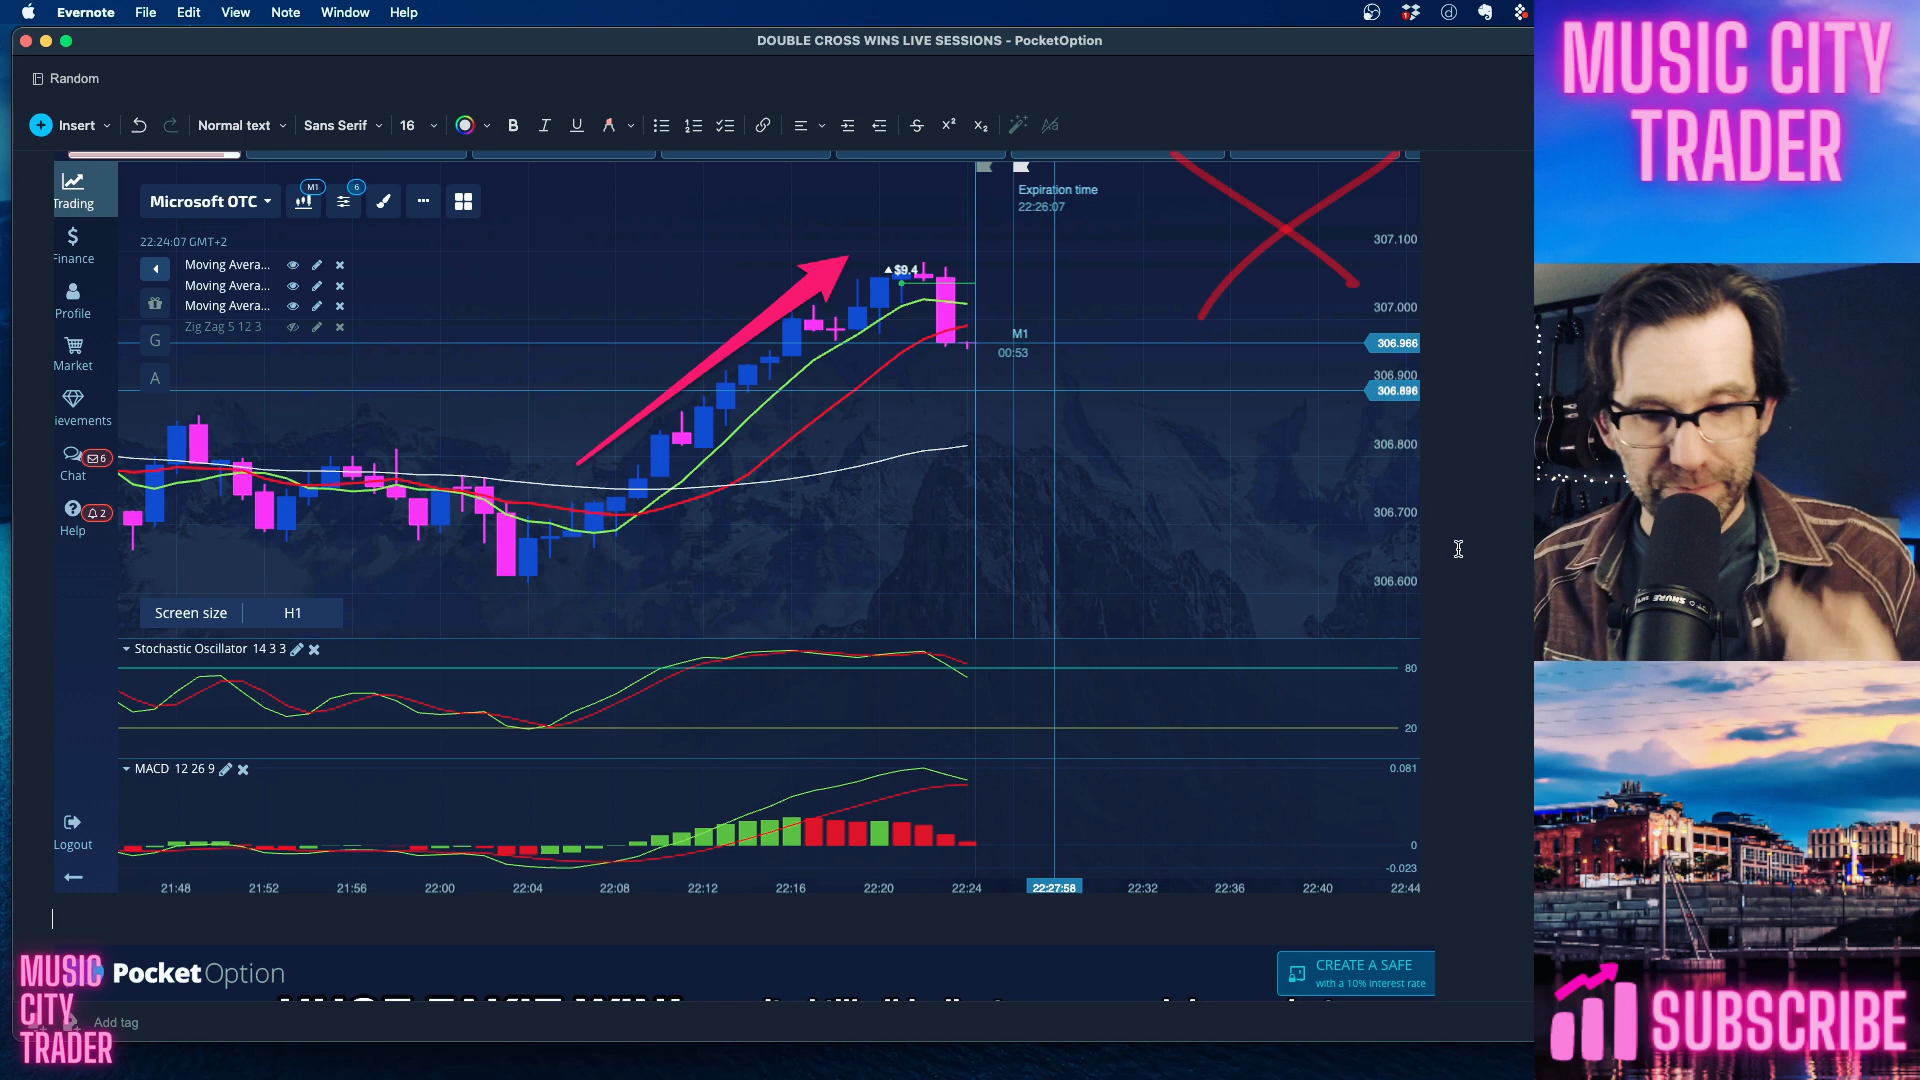 Evernote File Edit View Note Window Help
DOUBLE CROSS WINS LIVE SESSIONS - PocketOption
Random
Insert Normal text Sans Serif 16 B I U
Trading
Microsoft OTC M1 6
Expiration time
22:26:07
22:24:07 GMT+2
Finance
Moving Avera...
Moving Avera...
Moving Avera...
Zig Zag 5 12 3
Profile
G
Market
A
ievements
Chat 6
Help 2
$9.4
M1
00:53
307.100
307.000
306.966
306.900
306.896
306.800
306.700
306.600
Screen size H1
Stochastic Oscillator 14 3 3
80
20
MACD 12 26 9
0.081
0
-0.023
Logout
21:48 21:52 21:56 22:00 22:04 22:08 22:12 22:16 22:20 22:24 22:27:58 22:32 22:36 22:40 22:44
PocketOption
CREATE A SAFE
with a 10% interest rate
Add tag
MUSIC
CITY
TRADER
MUSIC CITY
TRADER
SHURE
SUBSCRIBE